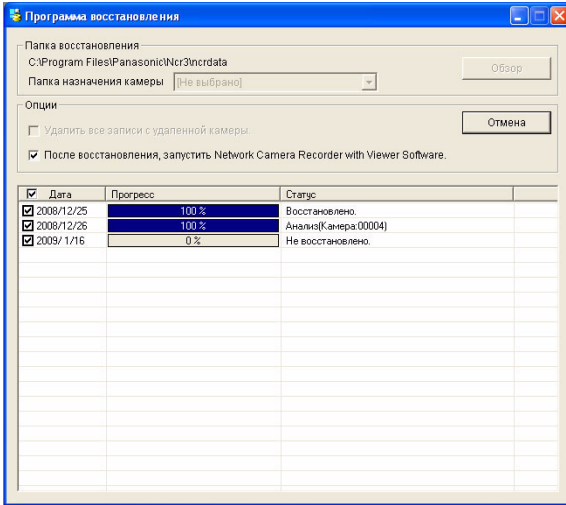 Программа восстановления
Папка восстановления
C:\Program Files\Panasonic\Ncr3\ncrdata
Обзор
Папка назначения камеры [Не выбрано]
Опции
Отмена
Удалить все записи с удаленной камеры.
После восстановления, запустить Network Camera Recorder with Viewer Software.
Дата Прогресс Статус
2008/12/25 100 % Восстановлено.
2008/12/26 100 % Анализ(Камера:00004)
2009/ 1/16 0 % Не восстановлено.